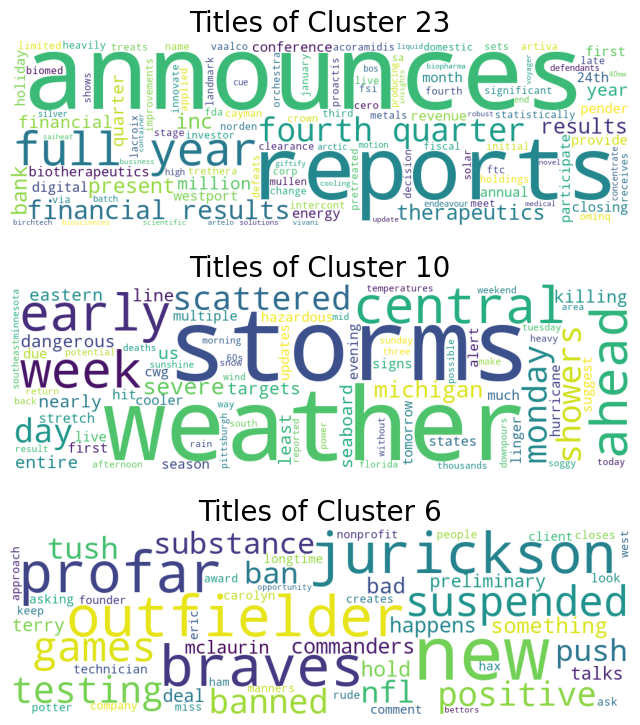 Titles of Cluster 23
limited heavily treats name vaalco conference acoramidis liquid domestic sets artiva
holiday biomed shows announces sa first
live late
quarter improvements innovate applied landmark cue orchestra january proactis bos fsi producing insights biopharma month significant 24th voyager defendants 40me
silver financial inc fda cayman crown third cero metals fourth end robust year statistically
saiheat lacroix norden fourth quarter revenue pender
full year controller stage investor clearance arctic motion fiscal initial results provide
business high trethera defeats giftify corp pretreated decision reports solar ftc novel
bank biotherapeutics mullen cooling holdings participate
digital present million change endeavour meet annual receives concentrate
via batch westport intercont therapeutics closing
financial results energy update oming medical
birchtech biosciences scientific artelo solutions vivani
Titles of Cluster 10
southeastminnesota eastern line scattered temperatures weekend central area killing
early multiple hazardous mid tuesday heavy
dangerous deaths morning storms updates evening sunday alert showers ahead
due potential sunshine us 60s three signs possible make monday hurricane suggest
week cwg snow wind severe targets michigan much
return nearly hit cooler weather
day back stretch way pittsburgh least reported seaboard tomorrow without states linger downpours
live south power
result first rain
entire season florida thousands soggy today
afternoon
Titles of Cluster 6
approach tush substance nonprofit people client closes west
profar longtime ban jurickson
award opportunity bad preliminary look
asking founder carolyn creates suspended
keep outfielder happens something
terry eric
games mclaurin commanders new push
technician braves hold hax talks
testing ham manners nfl positive
deal banned rude
potter company miss comment bettors ask